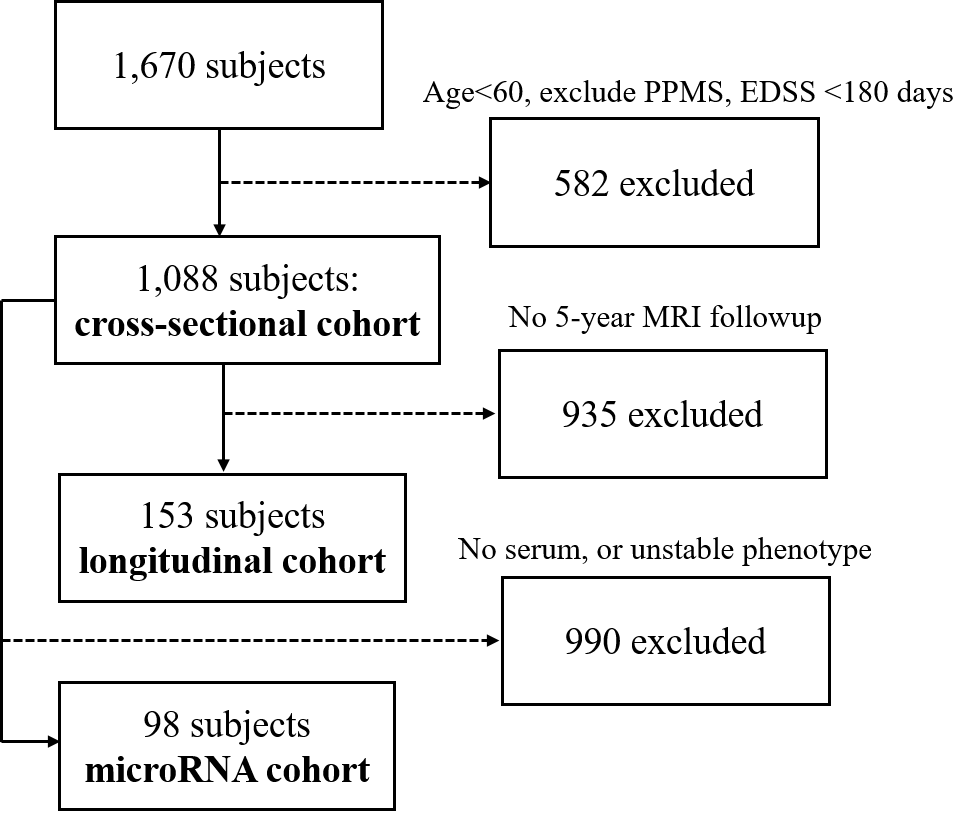 1,670 subjects
Age<60, exclude PPMS, EDSS <180 days
582 excluded
1,088 subjects:
cross-sectional cohort
No 5-year MRI followup
935 excluded
153 subjects
longitudinal cohort
No serum, or unstable phenotype
990 excluded
98 subjects
microRNA cohort